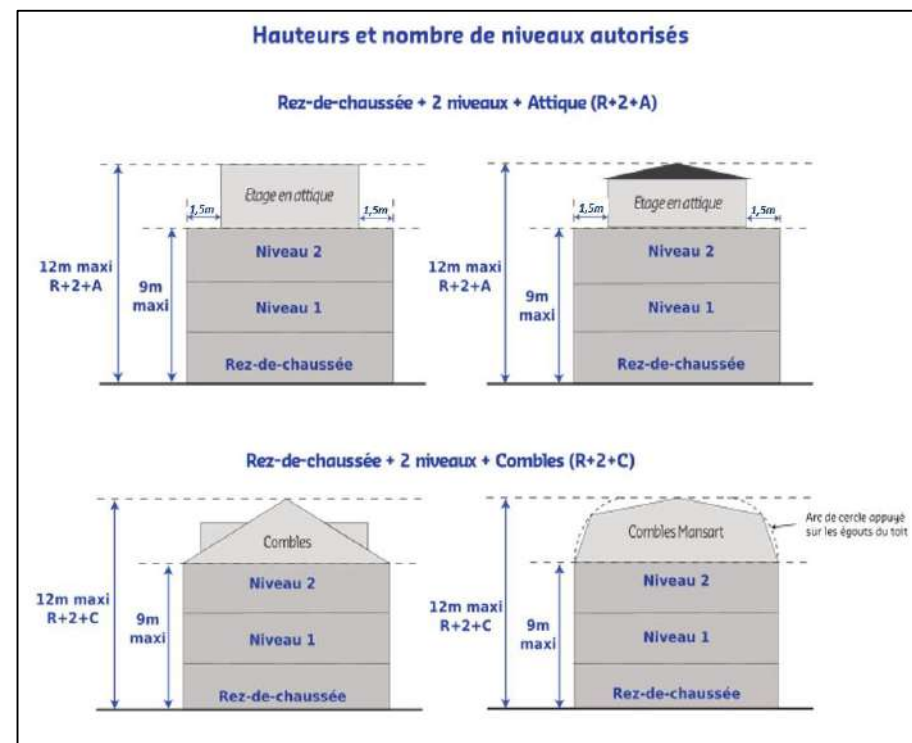 Hauteurs et nombre de niveaux autorisés
Rez-de-chaussée + 2 niveaux + Attique (R+2+A)
Etage en attique
1,5m
1,5m
Niveau 2
12m maxi
R+2+A
9m
maxi
Niveau 1
Rez-de-chaussée
Etage en attique
1,5m
1,5m
Niveau 2
12m maxi
R+2+A
9m
maxi
Niveau 1
Rez-de-chaussée
Rez-de-chaussée + 2 niveaux + Combles (R+2+C)
Combles
Niveau 2
12m maxi
R+2+C
9m
maxi
Niveau 1
Rez-de-chaussée
Arc de cercle appuyé
sur les égouts du toit
Combles Mansart
Niveau 2
12m maxi
R+2+C
9m
maxi
Niveau 1
Rez-de-chaussée